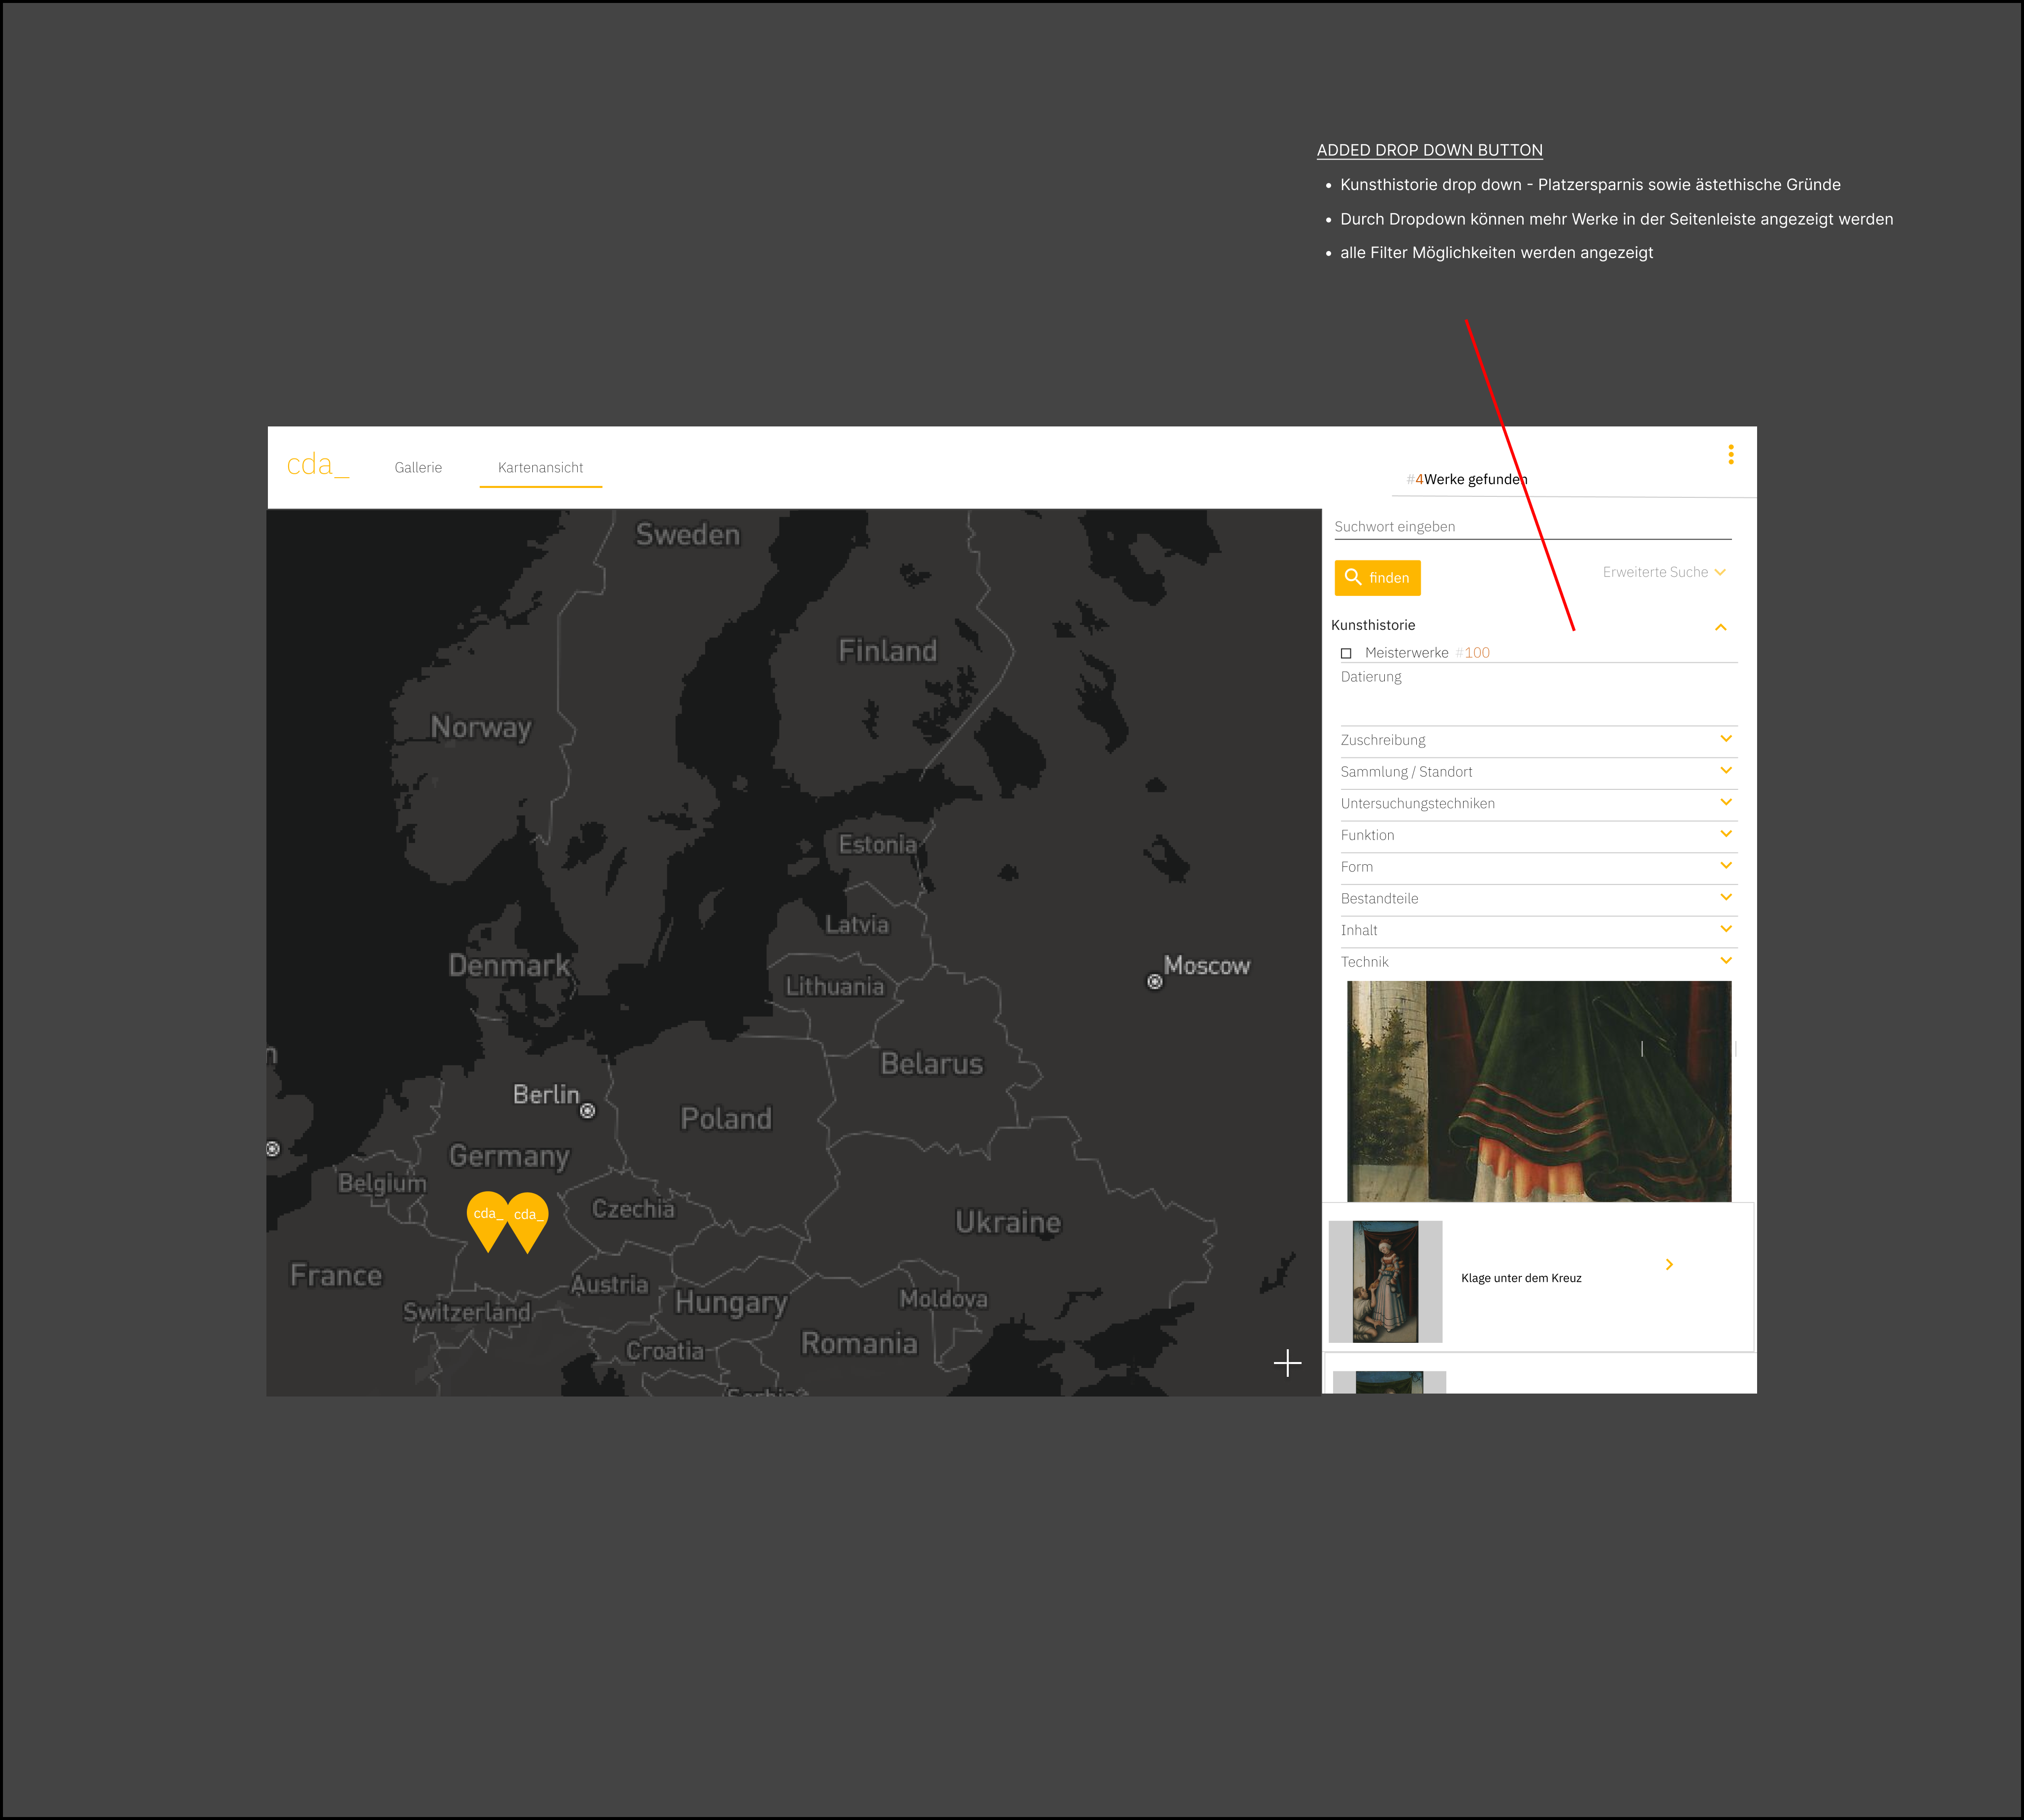 ADDED DROP DOWN BUTTON
Kunsthistorie drop down - Platzersparnis sowie ästethische Gründe
Durch Dropdown können mehr Werke in der Seitenleiste angezeigt werden
alle Filter Möglichkeiten werden angezeigt
cda_
Gallerie
Kartenansicht
#4Werke gefunden
Suchwort eingeben
finden
Erweiterte Suche
Kunsthistorie
Meisterwerke #100
Datierung
Zuschreibung
Sammlung / Standort
Untersuchungstechniken
Funktion
Form
Bestandteile
Inhalt
Technik
Klage unter dem Kreuz
Sweden
Finland
Norway
Estonia
Latvia
Denmark
Lithuania
Moscow
Belarus
Berlin
Poland
Germany
Belgium
cda_
cda_
Czechia
Ukraine
France
Austria
Switzerland
Hungary
Moldova
Romania
Croatia
Serbia